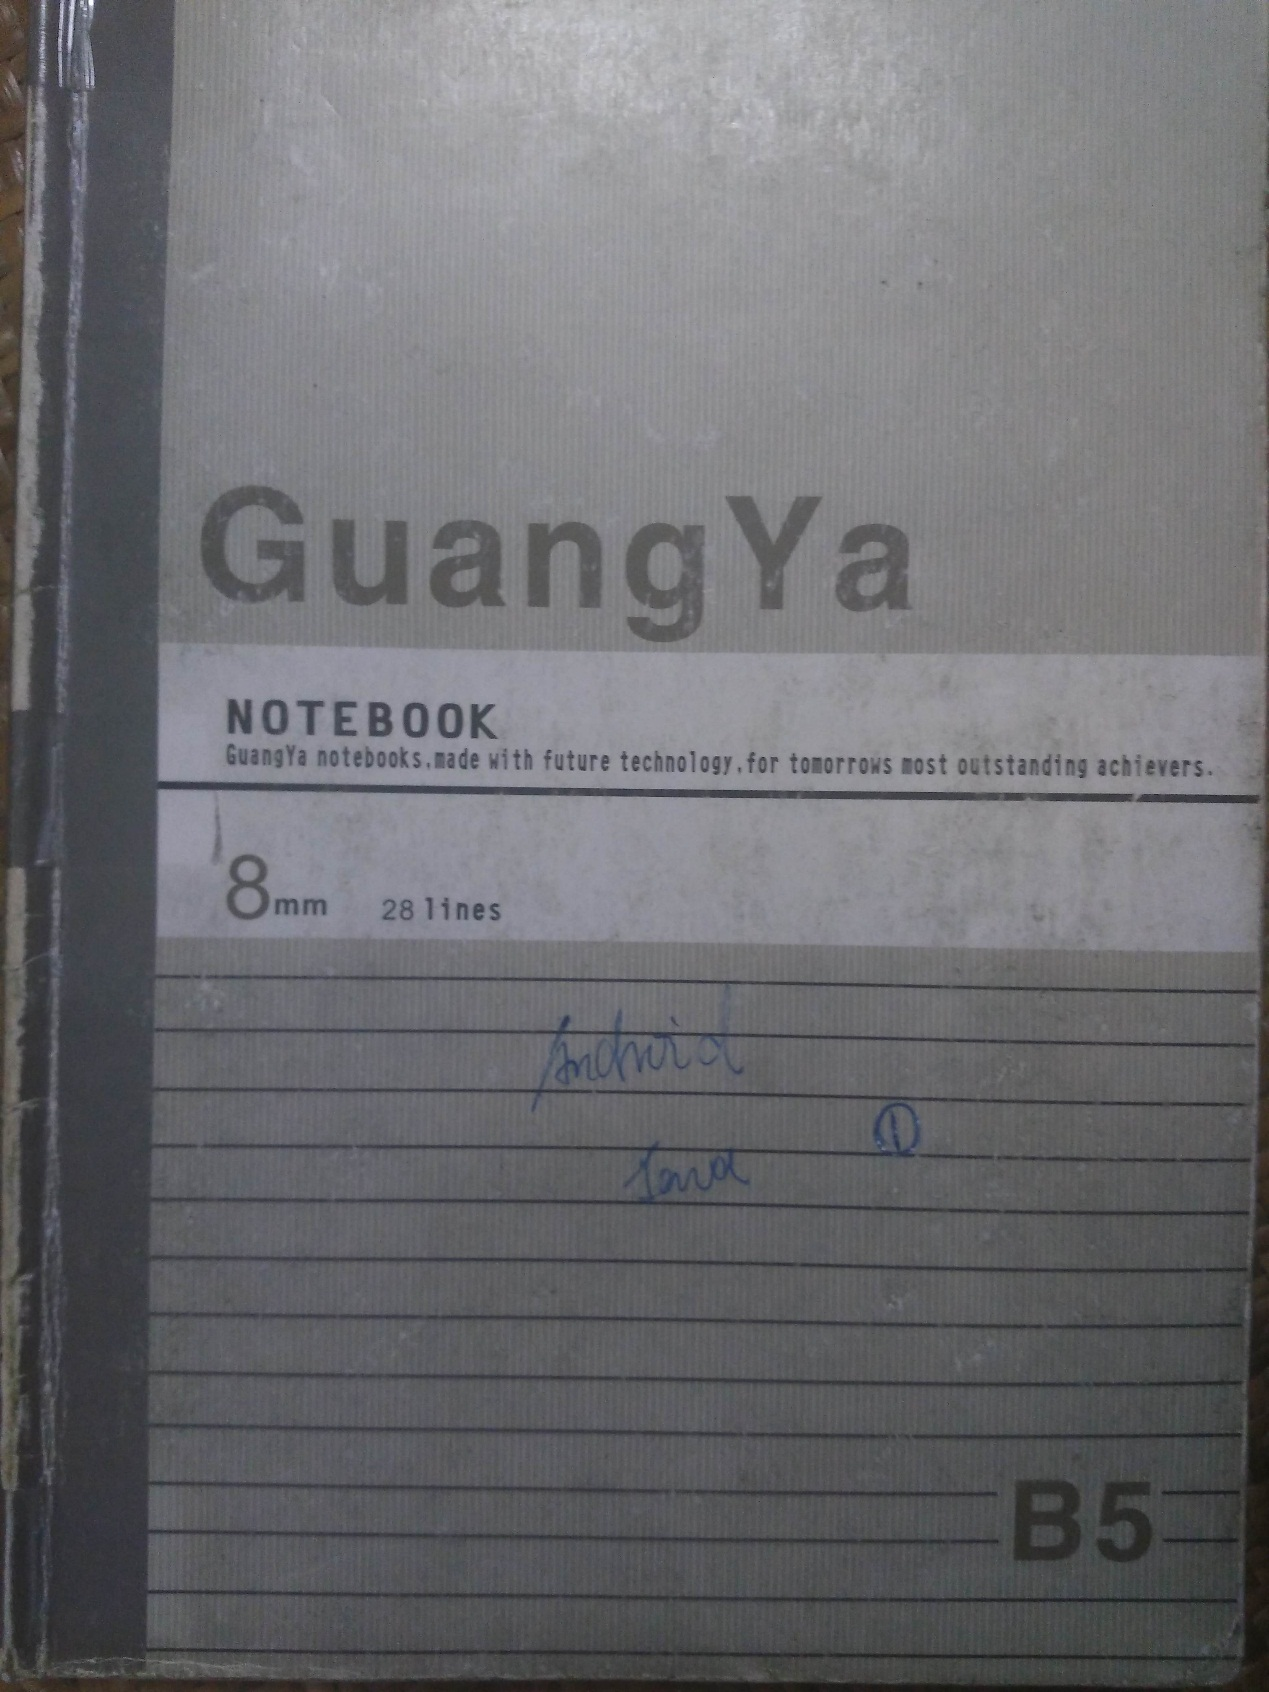 GuangYa
NOTEBOOK
GuangYa notebooks,made with future technology,for tomorrows most outstanding achievers.
8mm 28 lines
Android
①
Java
B5